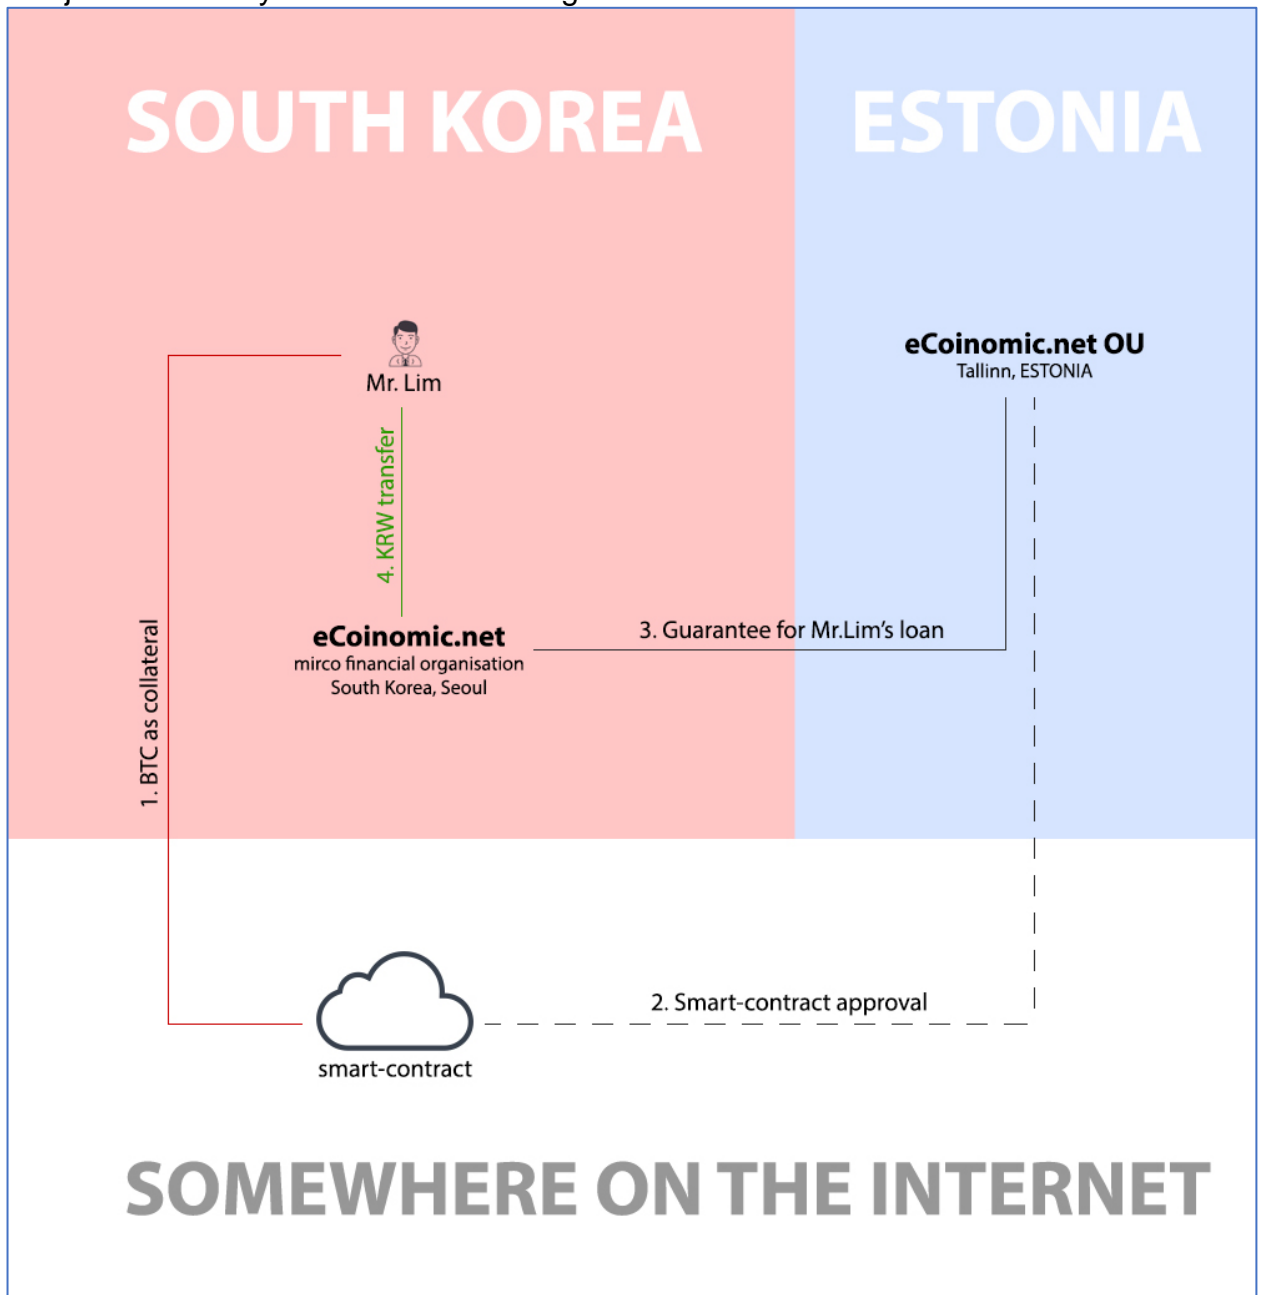 SOUTH KOREA
ESTONIA
Mr. Lim
eCoinomic.net OU
Tallinn, ESTONIA
4. KRW transfer
eCoinomic.net
mirco financial organisation
South Korea, Seoul
3. Guarantee for Mr.Lim's loan
1. BTC as collateral
2. Smart-contract approval
smart-contract
SOMEWHERE ON THE INTERNET